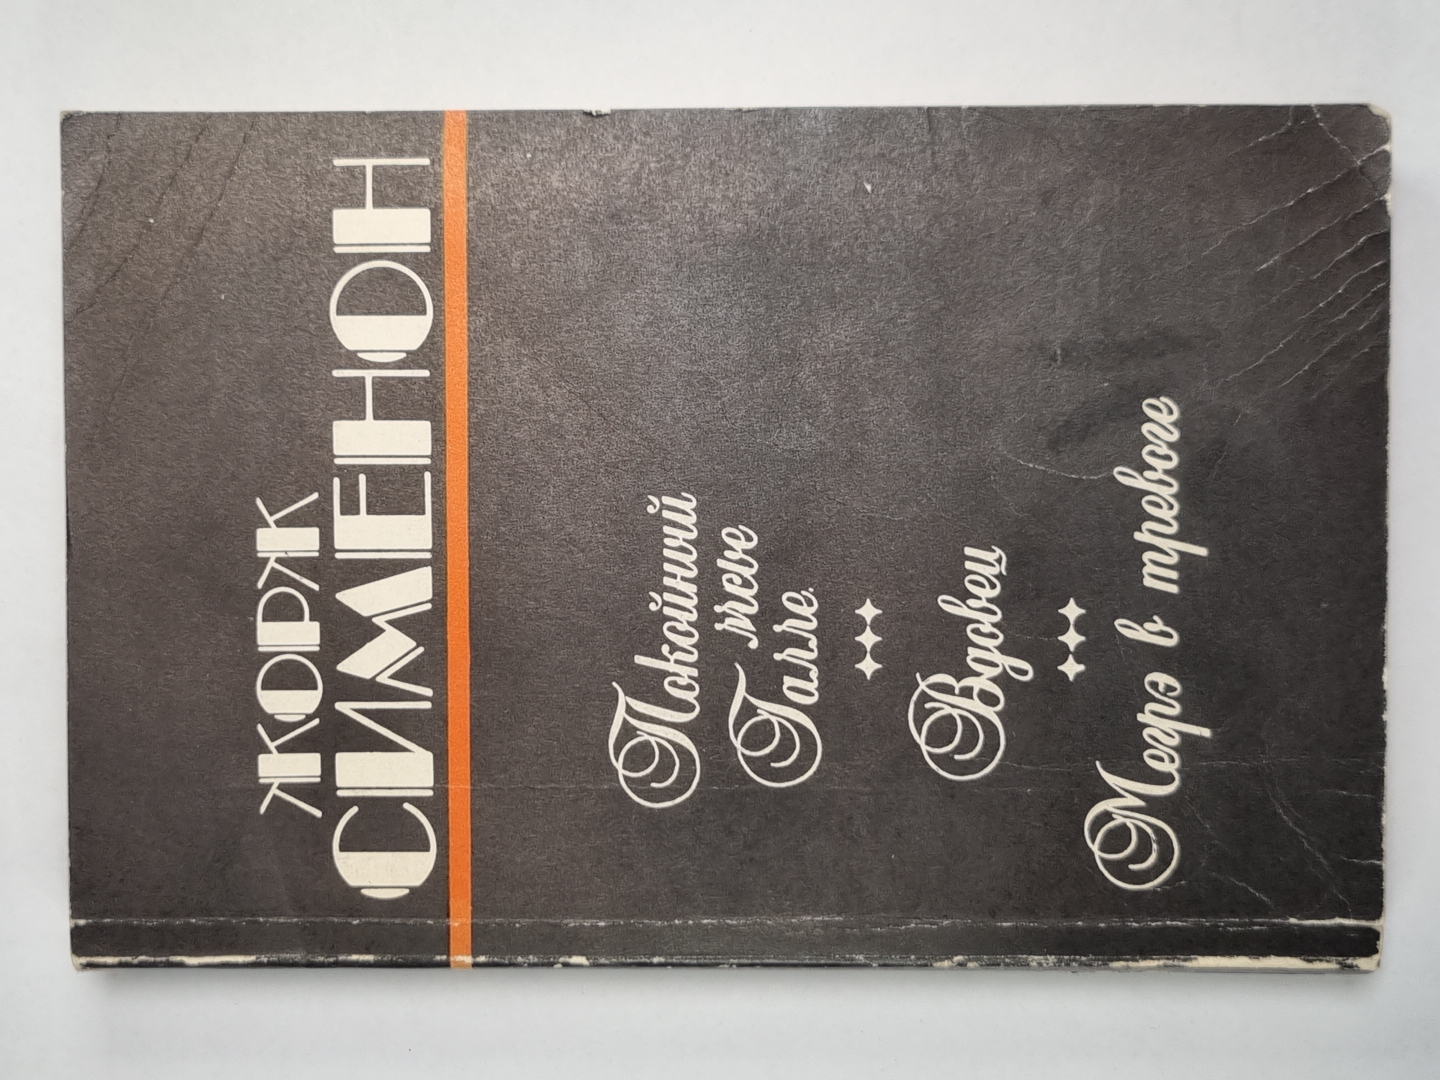 ЖОРЖ
СИМЕНОН
Покойный
месье
Галле.
Вдовец
Мегрэ в тревоге